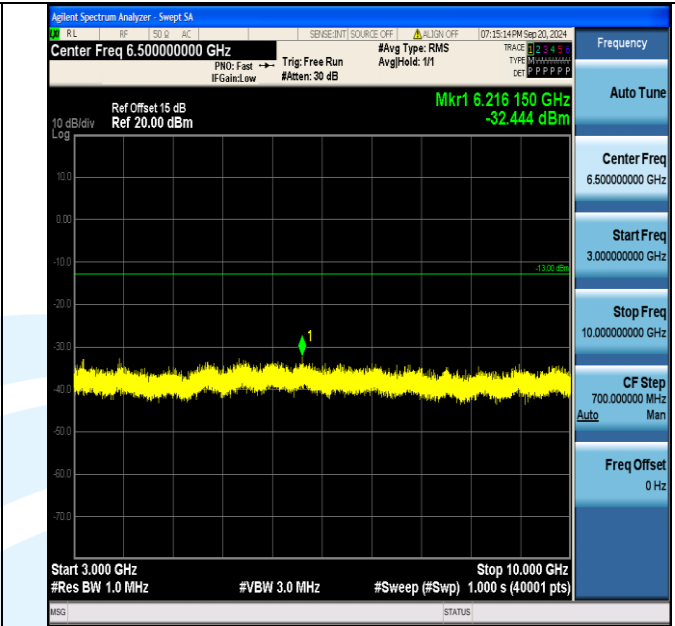 Agilent Spectrum Analyzer - Swept SA
RL RF 50 Ω AC SENSE:INT SOURCE OFF ALIGN OFF 07:15:14 PM Sep 20, 2024
Center Freq 6.500000000 GHz
PNO: Fast
IFGain:Low
Trig: Free Run
#Atten: 30 dB
#Avg Type: RMS
Avg|Hold: 1/1
TRACE 1 2 3 4 5 6
TYPE
DET P P P P P P
Mkr1 6.216 150 GHz
-32.444 dBm
Ref Offset 15 dB
10 dB/div Ref 20.00 dBm
Log
10.0
0.00
-10.0
-13.00 dBm
-20.0
-30.0
1
-40.0
-50.0
-60.0
-70.0
Start 3.000 GHz Stop 10.000 GHz
#Res BW 1.0 MHz #VBW 3.0 MHz #Sweep (#Swp) 1.000 s (40001 pts)
MSG STATUS
Frequency
Auto Tune
Center Freq
6.500000000 GHz
Start Freq
3.000000000 GHz
Stop Freq
10.000000000 GHz
CF Step
700.000000 MHz
Auto Man
Freq Offset
0 Hz